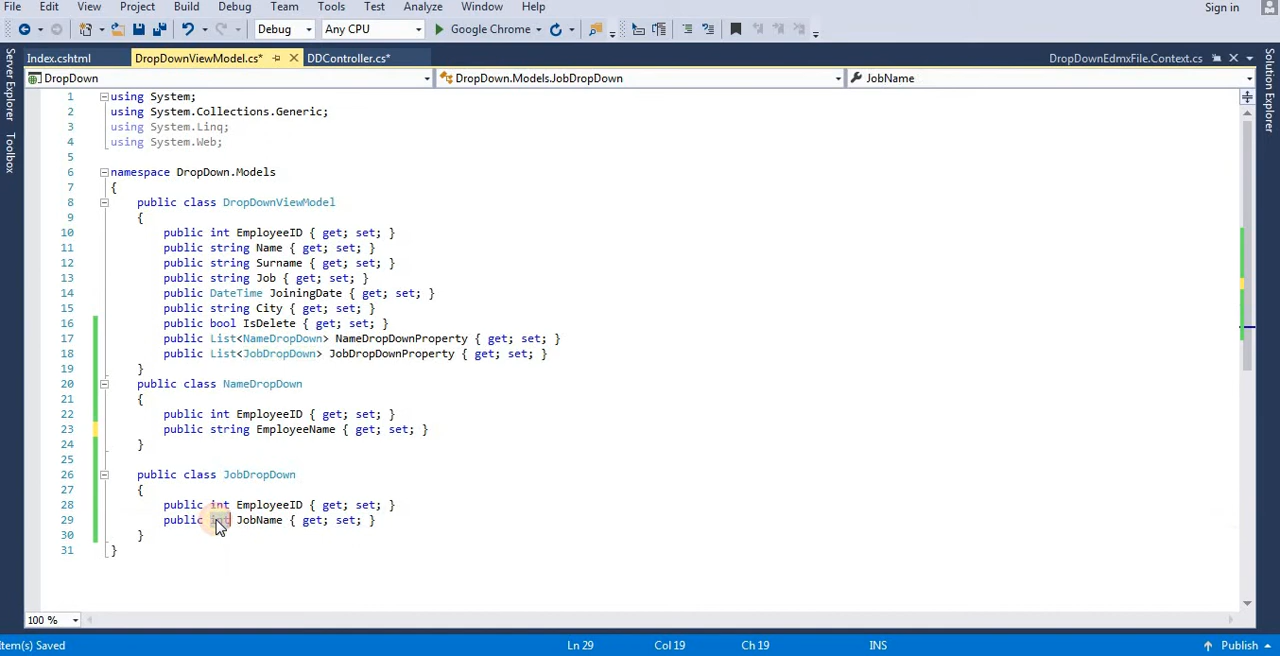 File Edit View Project Build Debug Team Tools Test Analyze Window Help
Sign in
Debug Any CPU Google Chrome
Server Explorer
Toolbox
Solution Explorer
Index.cshtml DropDownViewModel.cs* DDController.cs* DropDownEdmxFile.Context.cs
DropDown DropDown.Models.JobDropDown JobName
1 using System;
2 using System.Collections.Generic;
3 using System.Linq;
4 using System.Web;
5
6 namespace DropDown.Models
7 {
8 public class DropDownViewModel
9 {
10 public int EmployeeID { get; set; }
11 public string Name { get; set; }
12 public string Surname { get; set; }
13 public string Job { get; set; }
14 public DateTime JoiningDate { get; set; }
15 public string City { get; set; }
16 public bool IsDelete { get; set; }
17 public List<NameDropDown> NameDropDownProperty { get; set; }
18 public List<JobDropDown> JobDropDownProperty { get; set; }
19 }
20 public class NameDropDown
21 {
22 public int EmployeeID { get; set; }
23 public string EmployeeName { get; set; }
24 }
25
26 public class JobDropDown
27 {
28 public int EmployeeID { get; set; }
29 public int JobName { get; set; }
30 }
31 }
100 %
Item(s) Saved Ln 29 Col 19 Ch 19 INS Publish